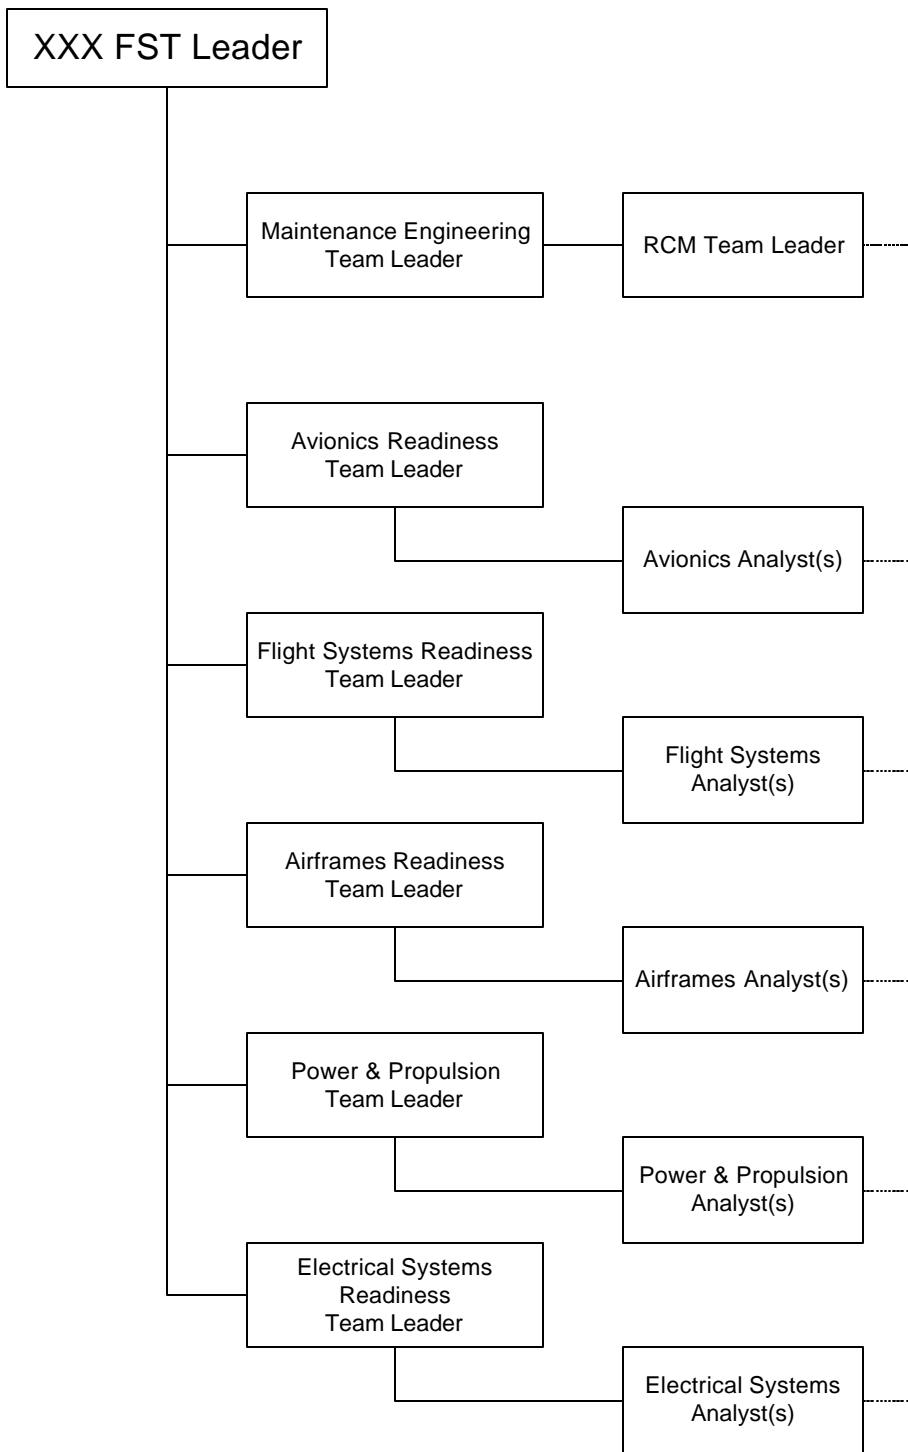 XXX FST Leader
Maintenance Engineering
Team Leader
RCM Team Leader
Avionics Readiness
Team Leader
Avionics Analyst(s)
Flight Systems Readiness
Team Leader
Flight Systems
Analyst(s)
Airframes Readiness
Team Leader
Airframes Analyst(s)
Power & Propulsion
Team Leader
Power & Propulsion
Analyst(s)
Electrical Systems
Readiness
Team Leader
Electrical Systems
Analyst(s)